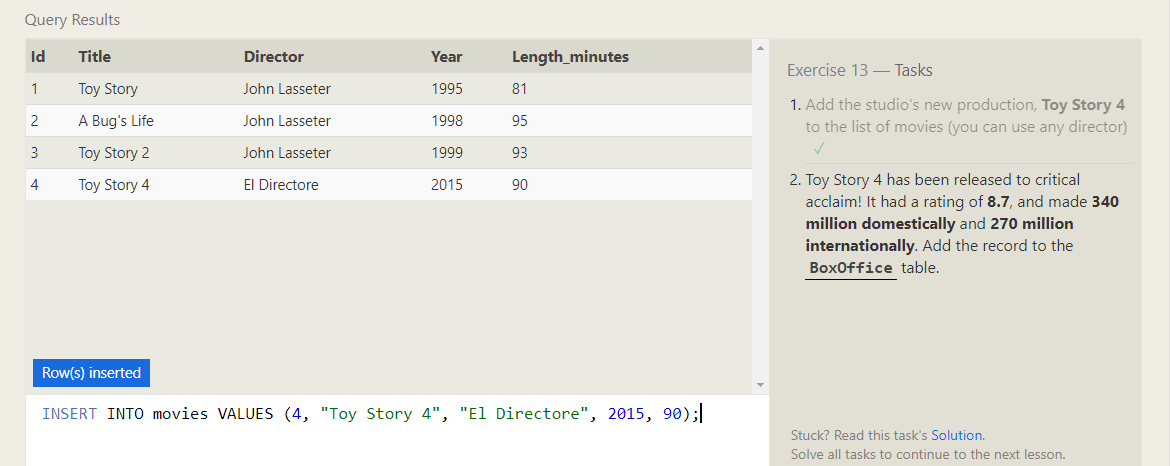 Query Results
Id Title Director Year Length_minutes
1 Toy Story John Lasseter 1995 81
2 A Bug's Life John Lasseter 1998 95
3 Toy Story 2 John Lasseter 1999 93
4 Toy Story 4 El Directore 2015 90
Row(s) inserted
INSERT INTO movies VALUES (4, "Toy Story 4", "El Directore", 2015, 90);
Exercise 13 — Tasks
1. Add the studio's new production, Toy Story 4
to the list of movies (you can use any director)
✓
2. Toy Story 4 has been released to critical
acclaim! It had a rating of 8.7, and made 340
million domestically and 270 million
internationally. Add the record to the
BoxOffice table.
Stuck? Read this task's Solution.
Solve all tasks to continue to the next lesson.